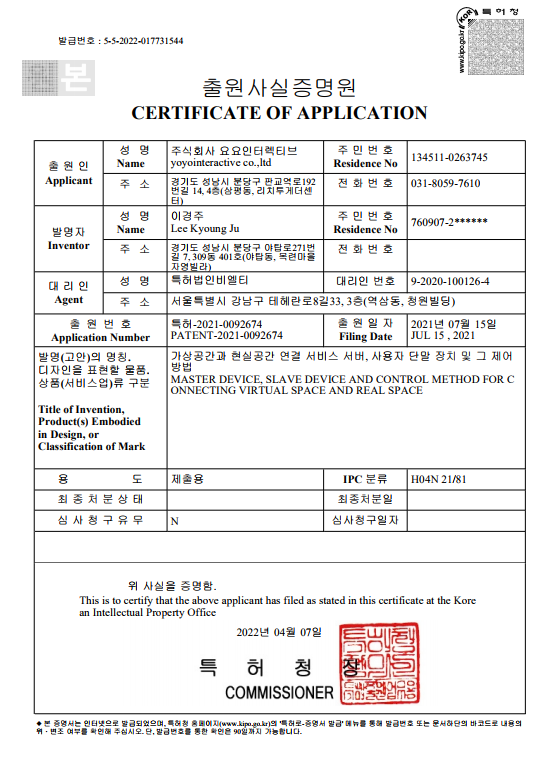 발급번호 : 5-5-2022-017731544
특허청
www.kipo.go.kr
KOR
본
출원사실증명원
CERTIFICATE OF APPLICATION
출원인
Applicant
성 명
Name
주식회사 요요인터렉티브
yoyointeractive co.,ltd
주민번호
Residence No
134511-0263745
주 소
경기도 성남시 분당구 판교역로192
번길 14, 4층(삼평동, 리치투게더센
터)
전화번호
031-8059-7610
발명자
Inventor
성 명
Name
이경주
Lee Kyoung Ju
주민번호
Residence No
760907-2******
주 소
경기도 성남시 분당구 야탑로271번
길 7, 309동 401호(야탑동, 목련마을
자영빌라)
전화번호
대리인
Agent
성 명
특허법인비엘티
대리인 번호
9-2020-100126-4
주 소
서울특별시 강남구 테헤란로8길33, 3층(역삼동, 청원빌딩)
출원번호
Application Number
특허-2021-0092674
PATENT-2021-0092674
출원일자
Filing Date
2021년 07월 15일
JUL 15 , 2021
발명(고안)의 명칭.
디자인을 표현할 물품.
상품(서비스업)류 구분
Title of Invention,
Product(s) Embodied
in Design, or
Classification of Mark
가상공간과 현실공간 연결 서비스 서버, 사용자 단말 장치 및 그 제어
방법
MASTER DEVICE, SLAVE DEVICE AND CONTROL METHOD FOR C
ONNECTING VIRTUAL SPACE AND REAL SPACE
용 도
제출용
IPC 분류
H04N 21/81
최종처분상태
최종처분일
심사청구유무
N
심사청구일자
위 사실을 증명함.
This is to certify that the above applicant has filed as stated in this certificate at the Kore
an Intellectual Property Office
2022년 04월 07일
특 허 청 장
COMMISSIONER
◆ 본 증명서는 인터넷으로 발급되었으며, 특허청 홈페이지(www.kipo.go.kr)의 '특허로-증명서 발급' 메뉴를 통해 발급번호 또는 문서하단의 바코드로 내용의
위·변조 여부를 확인해 주십시오. 단, 발급번호를 통한 확인은 90일까지 가능합니다.